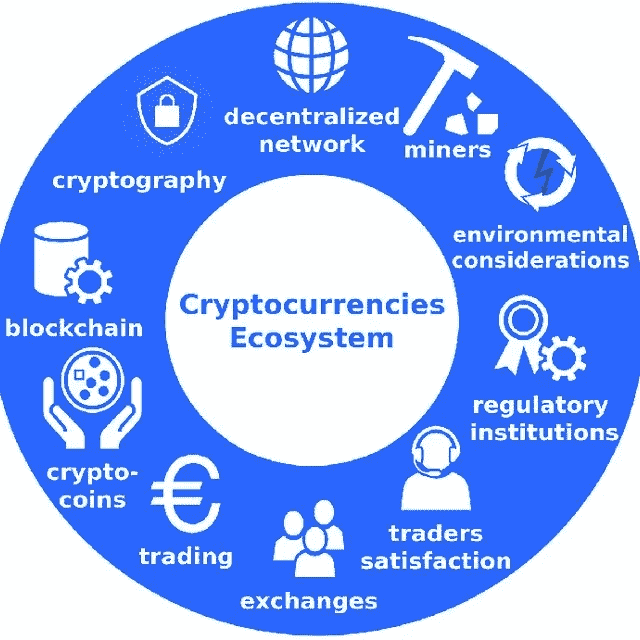 decentralized
network
miners
environmental
considerations
regulatory
institutions
traders
satisfaction
exchanges
trading
crypto-
coins
blockchain
cryptography
Cryptocurrencies
Ecosystem